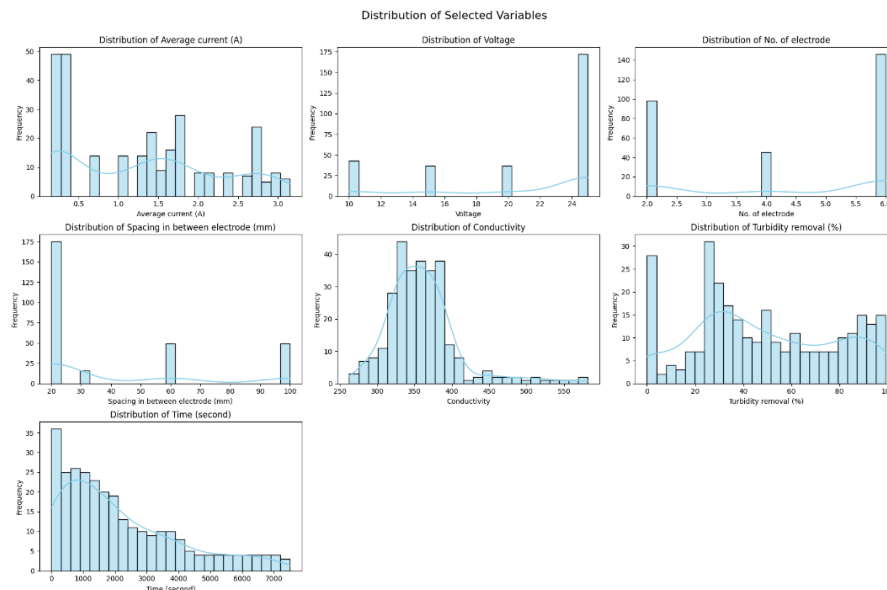 Distribution of Selected Variables
Distribution of Average current (A)
Frequency
50
40
30
20
10
0
0.5 1.0 1.5 2.0 2.5 3.0
Average current (A)
Distribution of Voltage
Frequency
175
150
125
100
75
50
25
0
10 12 14 16 18 20 22 24
Voltage
Distribution of No. of electrode
Frequency
140
120
100
80
60
40
20
0
2.0 2.5 3.0 3.5 4.0 4.5 5.0 5.5 6.0
No. of electrode
Distribution of Spacing in between electrode (mm)
Frequency
175
150
125
100
75
50
25
0
20 30 40 50 60 70 80 90 100
Spacing in between electrode (mm)
Distribution of Conductivity
Frequency
40
30
20
10
0
250 300 350 400 450 500 550
Conductivity
Distribution of Turbidity removal (%)
Frequency
30
25
20
15
10
5
0
0 20 40 60 80 100
Turbidity removal (%)
Distribution of Time (second)
Frequency
35
30
25
20
15
10
5
0
0 1000 2000 3000 4000 5000 6000 7000
Time (second)